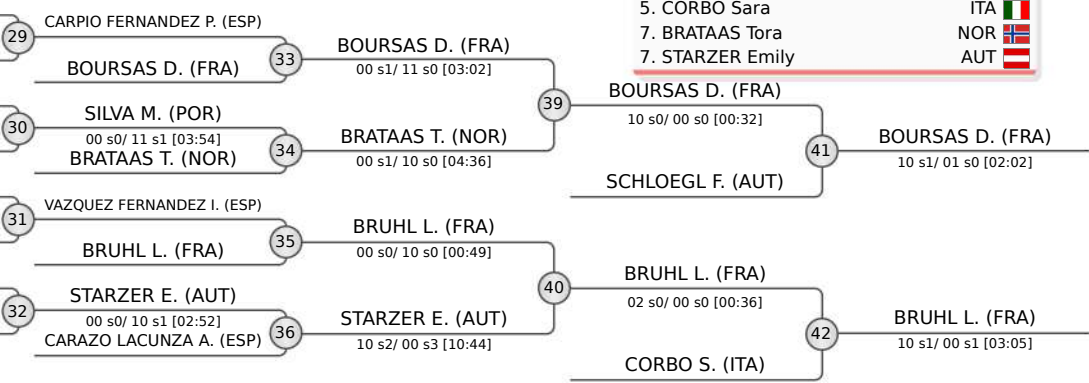 5. CORBO Sara ITA
7. BRATAAS Tora NOR
7. STARZER Emily AUT
29
CARPIO FERNANDEZ P. (ESP)
33
BOURSAS D. (FRA)
BOURSAS D. (FRA)
00 s1/ 11 s0 [03:02]
39
BOURSAS D. (FRA)
10 s0/ 00 s0 [00:32]
30
SILVA M. (POR)
00 s0/ 11 s1 [03:54]
BRATAAS T. (NOR)
34
BRATAAS T. (NOR)
00 s1/ 10 s0 [04:36]
41
BOURSAS D. (FRA)
10 s1/ 01 s0 [02:02]
SCHLOEGL F. (AUT)
31
VAZQUEZ FERNANDEZ I. (ESP)
35
BRUHL L. (FRA)
BRUHL L. (FRA)
00 s0/ 10 s0 [00:49]
40
BRUHL L. (FRA)
02 s0/ 00 s0 [00:36]
32
STARZER E. (AUT)
00 s0/ 10 s1 [02:52]
CARAZO LACUNZA A. (ESP)
36
STARZER E. (AUT)
10 s2/ 00 s3 [10:44]
42
BRUHL L. (FRA)
10 s1/ 00 s1 [03:05]
CORBO S. (ITA)